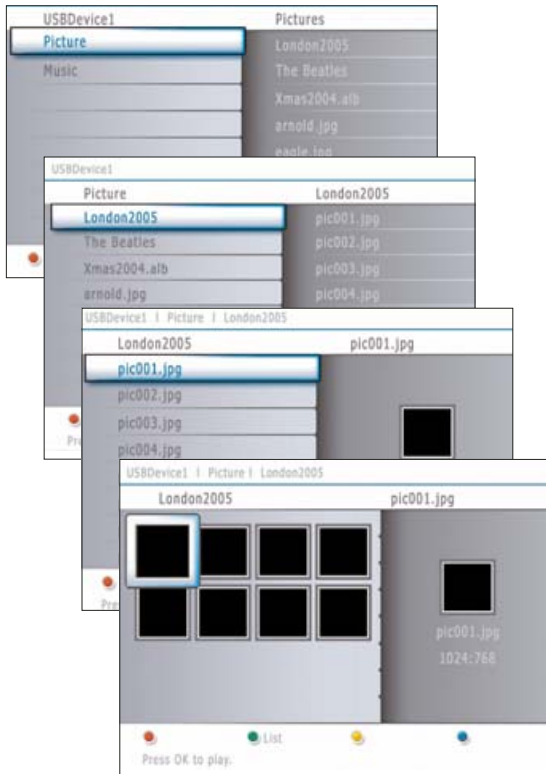 USBDevice1 Pictures
Picture London2005
Music The Beatles
Xmas2004.alb
arnold.jpg
eagle.jpg
USBDevice1
Picture London2005
London2005 pic001.jpg
The Beatles pic002.jpg
Xmas2004.alb pic003.jpg
arnold.jpg pic004.jpg
USBDevice1 | Picture | London2005
London2005 pic001.jpg
pic001.jpg
pic002.jpg
pic003.jpg
pic004.jpg
USBDevice1 | Picture | London2005
London2005 pic001.jpg
pic001.jpg
1024:768
List
Press OK to play.